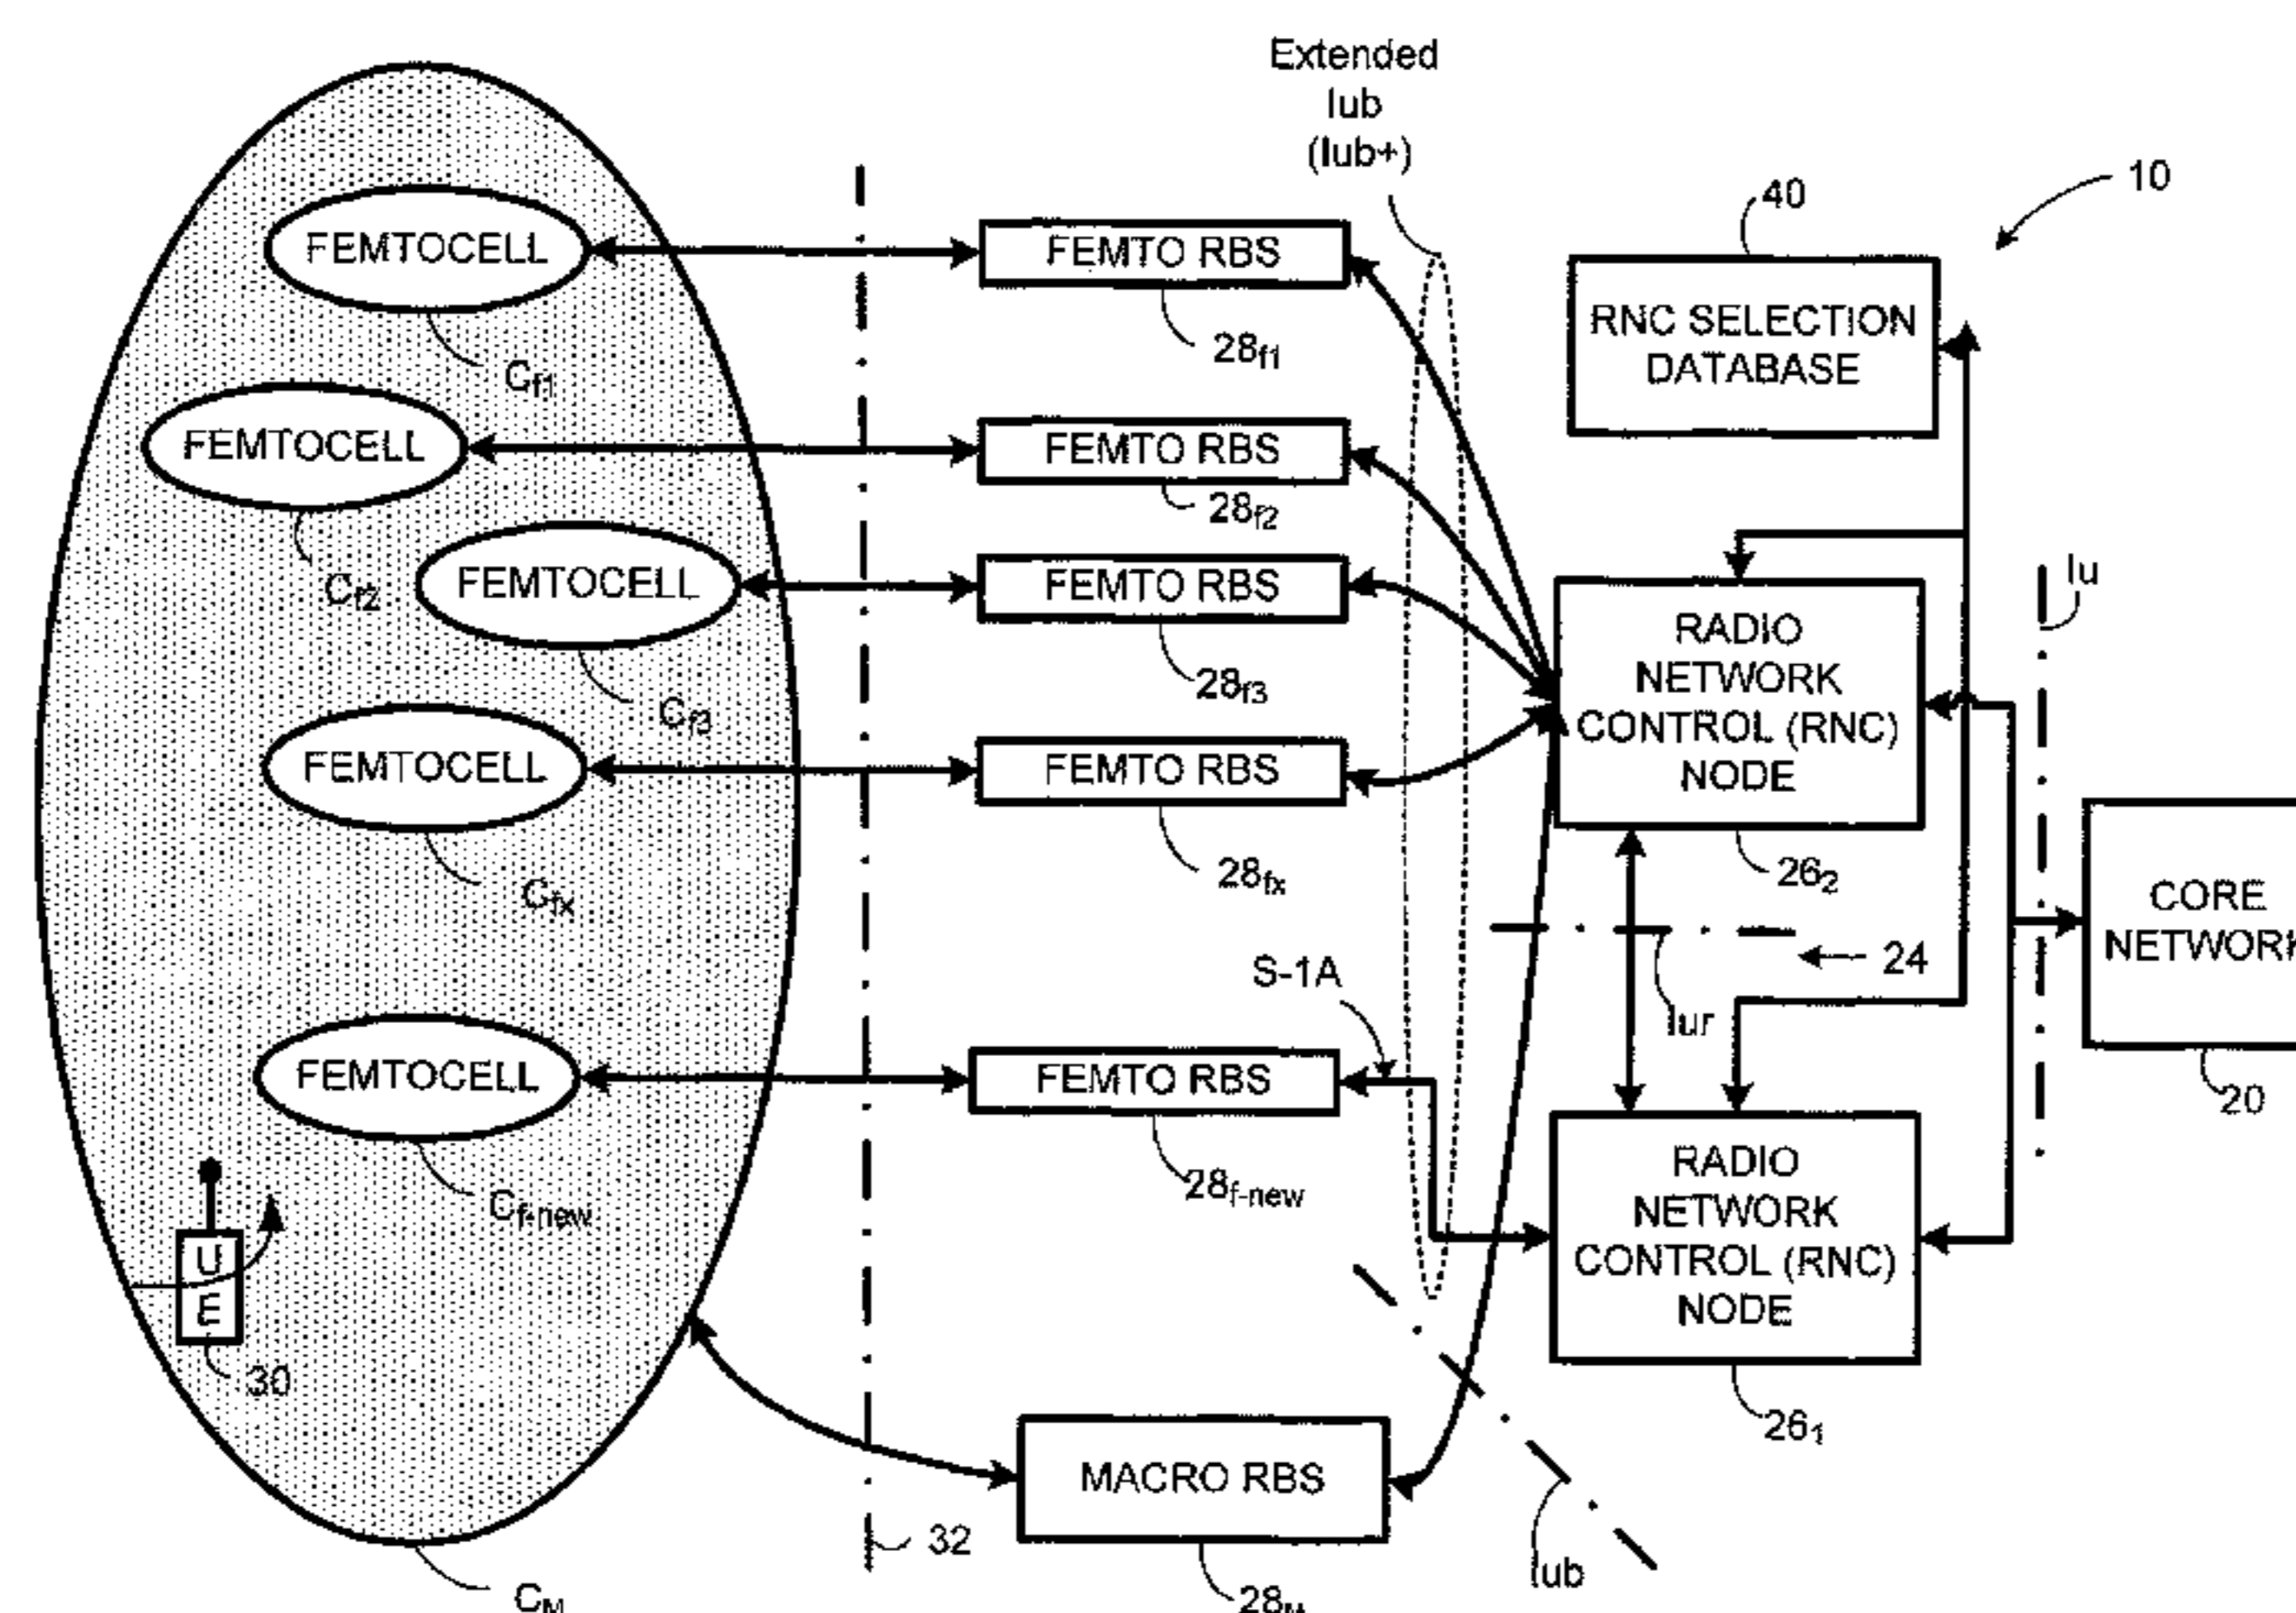 Extended
Iub
(Iub+)
10
40
FEMTOCELL
FEMTO RBS
RNC SELECTION
DATABASE
28f1
Cf1
FEMTOCELL
FEMTO RBS
28f2
Cf2
FEMTOCELL
FEMTO RBS
Iu
RADIO
NETWORK
CONTROL (RNC)
NODE
28f3
Cf3
FEMTOCELL
FEMTO RBS
28fx
262
Cfx
CORE
NETWORK
S-1A
24
Iur
FEMTOCELL
FEMTO RBS
20
28f-new
Cf-new
RADIO
NETWORK
CONTROL (RNC)
NODE
U
E
30
261
MACRO RBS
32
Iub
CM
28M